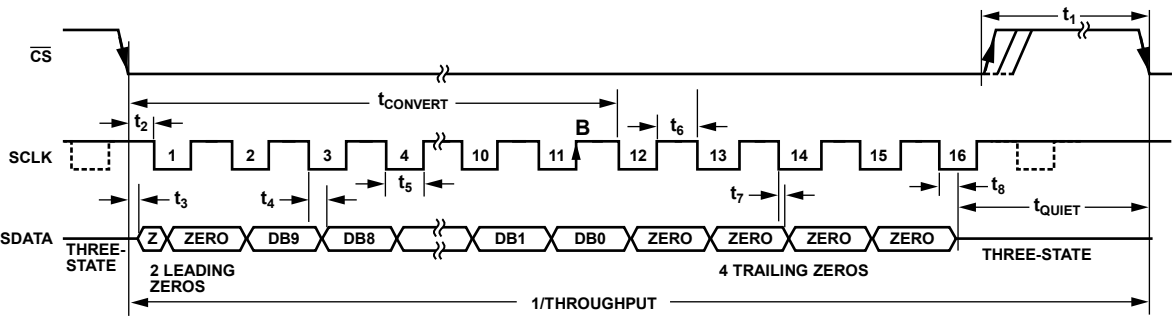 t1
CS
tCONVERT
t2
B
t6
SCLK
1 2 3 4 10 11 12 13 14 15 16
t3
t4
t5
t7
t8
tQUIET
SDATA
Z ZERO DB9 DB8 DB1 DB0 ZERO ZERO ZERO ZERO
THREE-
STATE
2 LEADING
ZEROS
4 TRAILING ZEROS
THREE-STATE
1/THROUGHPUT